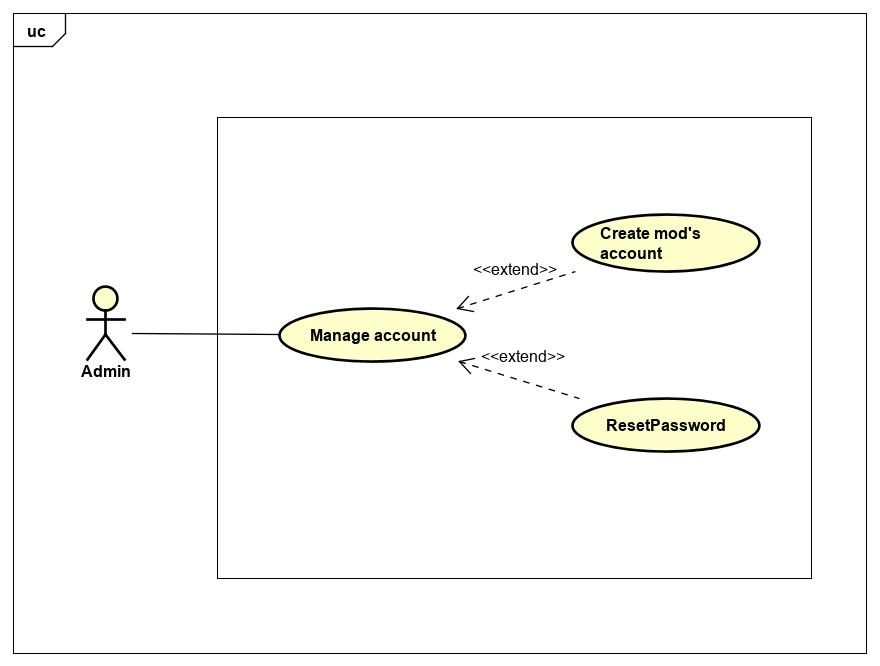 uc
Create mod's
account
<<extend>>
Manage account
<<extend>>
Admin
ResetPassword